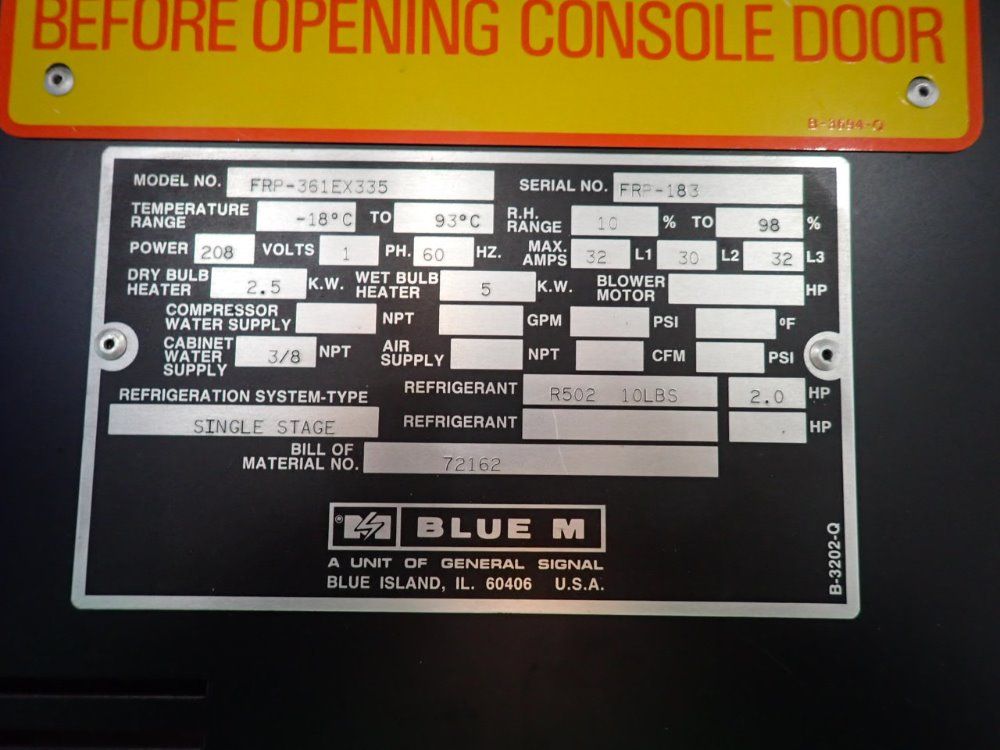 BEFORE OPENING CONSOLE DOOR
B-3694-Q
MODEL NO. FRP-361EX335 SERIAL NO. FRP-183
TEMPERATURE RANGE -18°C TO 93°C R.H. RANGE 10 % TO 98 %
POWER 208 VOLTS 1 PH. 60 HZ. MAX. AMPS 32 L1 30 L2 32 L3
DRY BULB HEATER 2.5 K.W. WET BULB HEATER 5 K.W. BLOWER MOTOR HP
COMPRESSOR WATER SUPPLY NPT GPM PSI ºF
CABINET WATER SUPPLY 3/8 NPT AIR SUPPLY NPT CFM PSI
REFRIGERATION SYSTEM-TYPE REFRIGERANT R502 10LBS 2.0 HP
SINGLE STAGE REFRIGERANT . HP
BILL OF MATERIAL NO. 72162
® BLUE M
A UNIT OF GENERAL SIGNAL
BLUE ISLAND, IL. 60406 U.S.A.
B-3202-Q